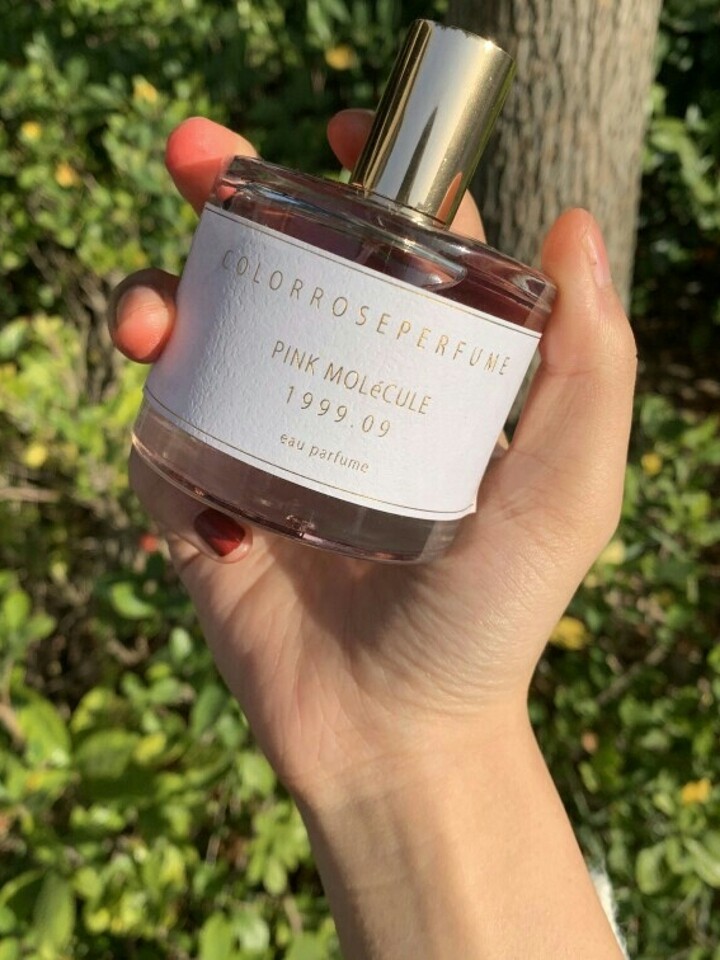 COLORROSEPERFUME
PINK MOLéCULE
1999.09
eau parfume